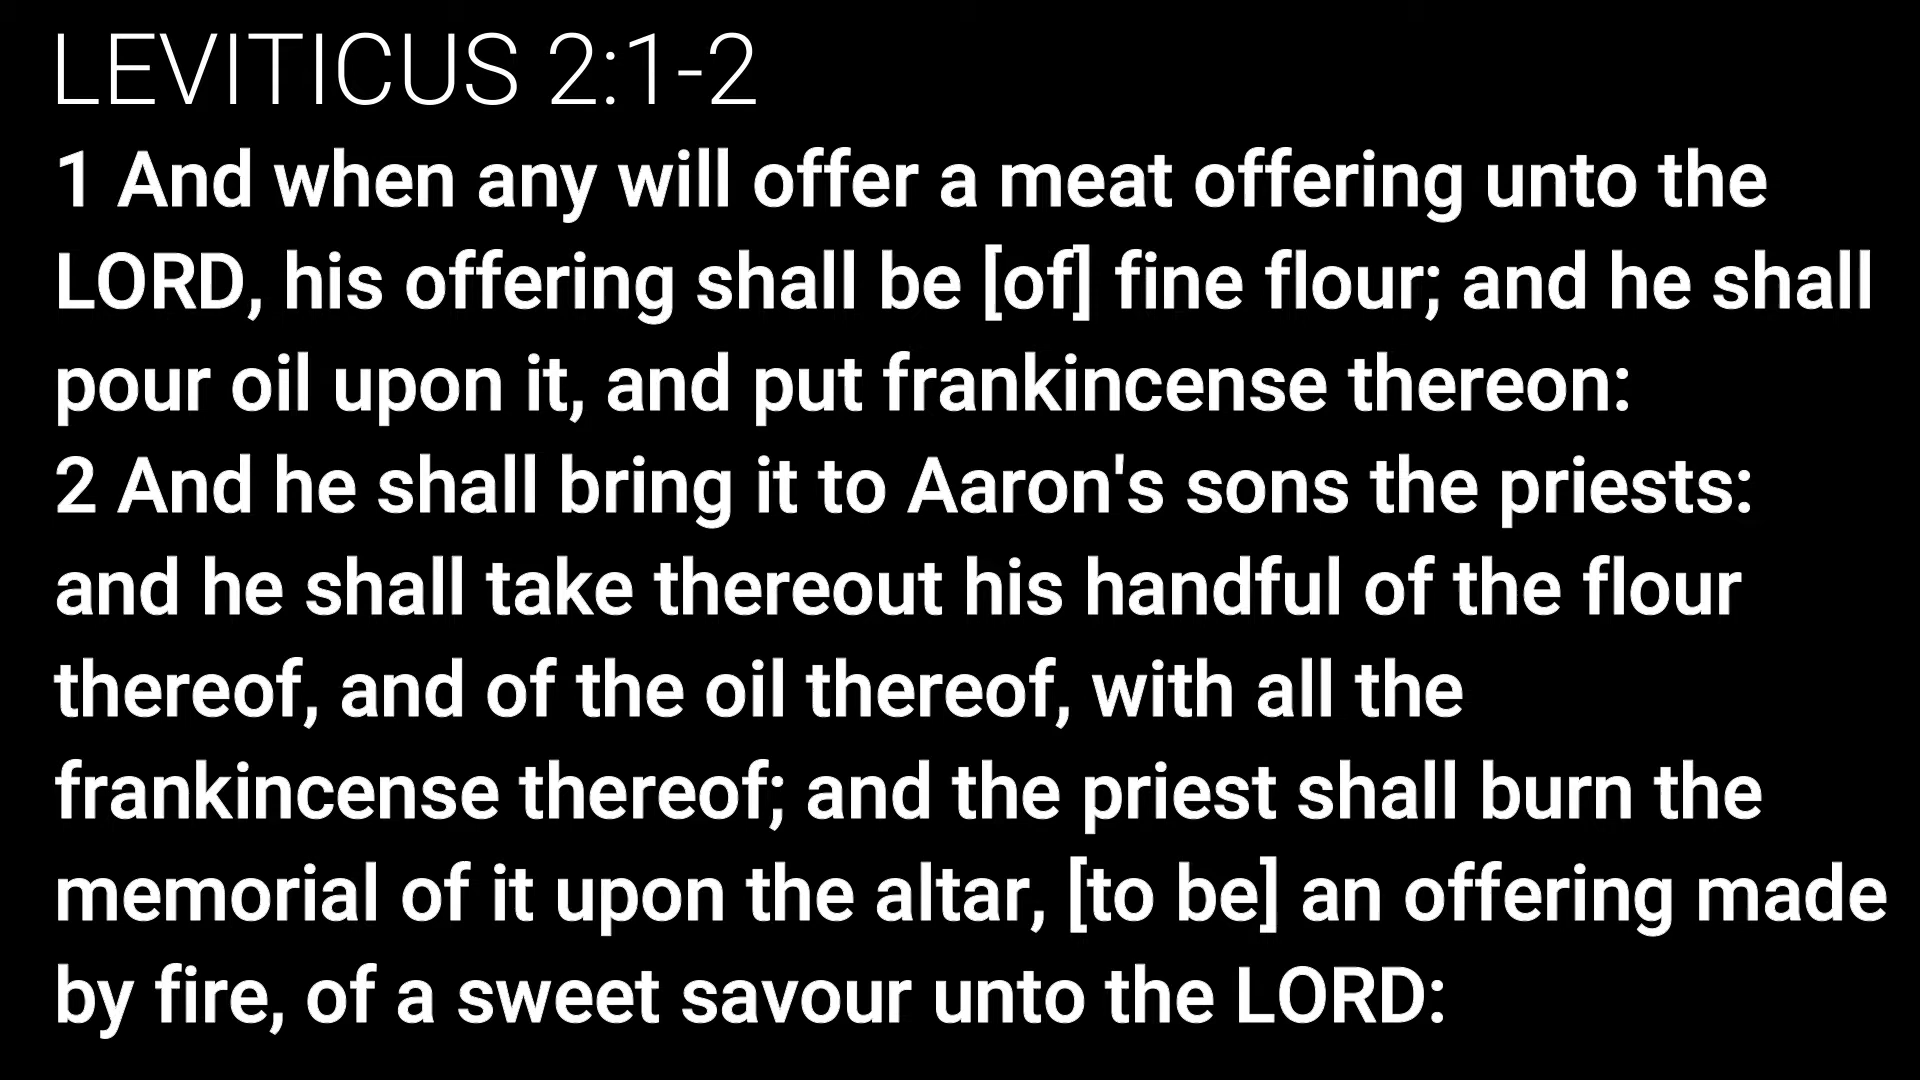 LEVITICUS 2:1-2
1 And when any will offer a meat offering unto the
LORD, his offering shall be [of] fine flour; and he shall
pour oil upon it, and put frankincense thereon:
2 And he shall bring it to Aaron's sons the priests:
and he shall take thereout his handful of the flour
thereof, and of the oil thereof, with all the
frankincense thereof; and the priest shall burn the
memorial of it upon the altar, [to be] an offering made
by fire, of a sweet savour unto the LORD: